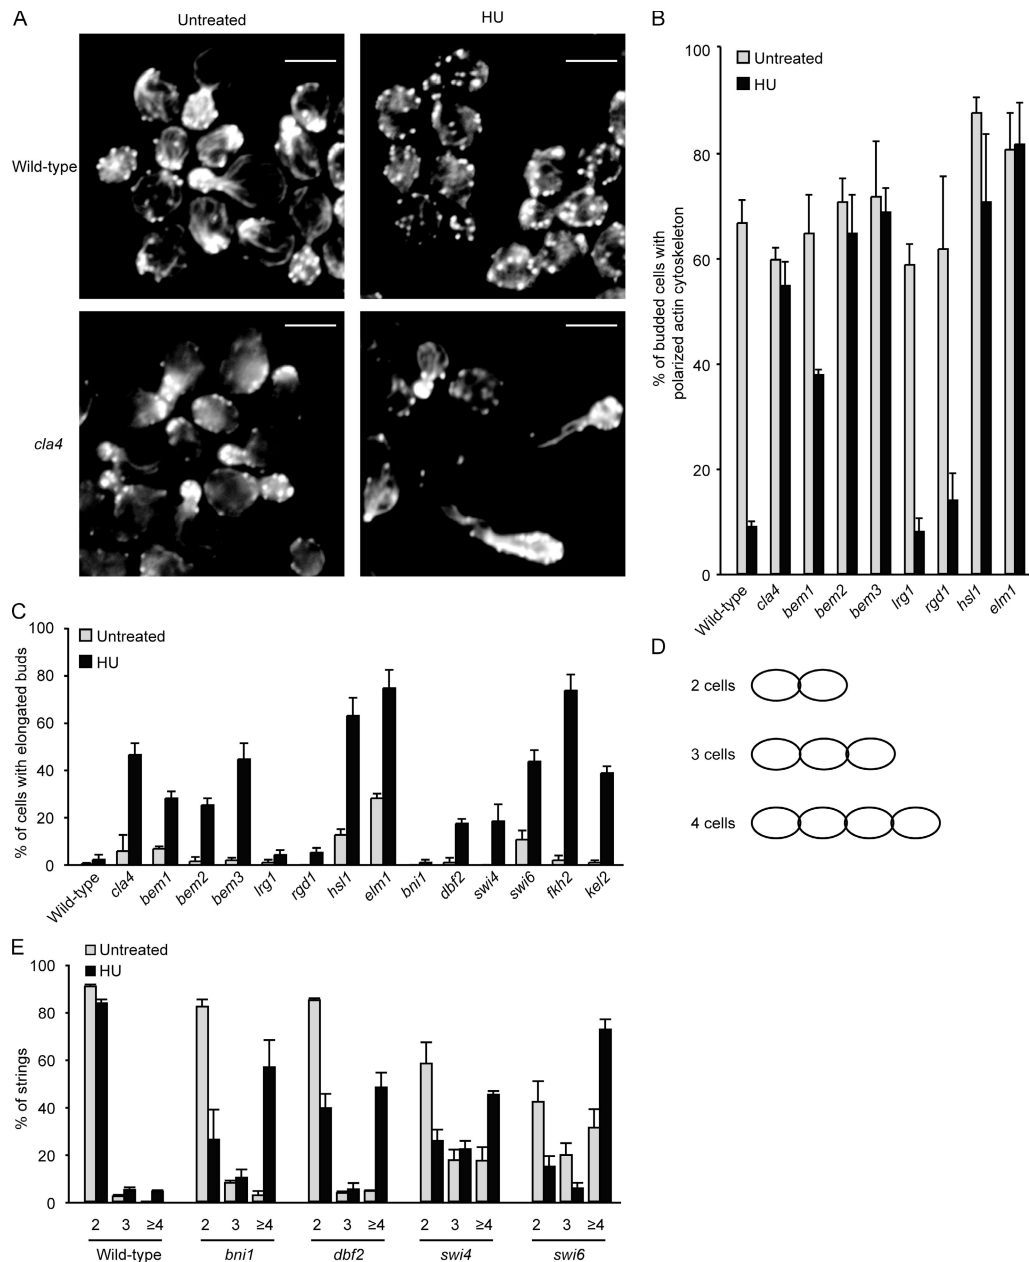 A
Untreated
HU
Wild-type
cla4
B
Untreated
HU
% of budded cells with
polarized actin cytoskeleton
100
80
60
40
20
0
Wild-type
cla4
bem1
bem2
bem3
lrg1
rgd1
hsl1
elm1
C
Untreated
HU
% of cells with elongated buds
100
80
60
40
20
0
Wild-type
cla4
bem1
bem2
bem3
lrg1
rgd1
hsl1
elm1
bni1
dbf2
swi4
swi6
fkh2
kel2
D
2 cells
3 cells
4 cells
E
Untreated
HU
% of strings
100
80
60
40
20
0
2 3 ≥4 2 3 ≥4 2 3 ≥4 2 3 ≥4 2 3 ≥4
Wild-type bni1 dbf2 swi4 swi6